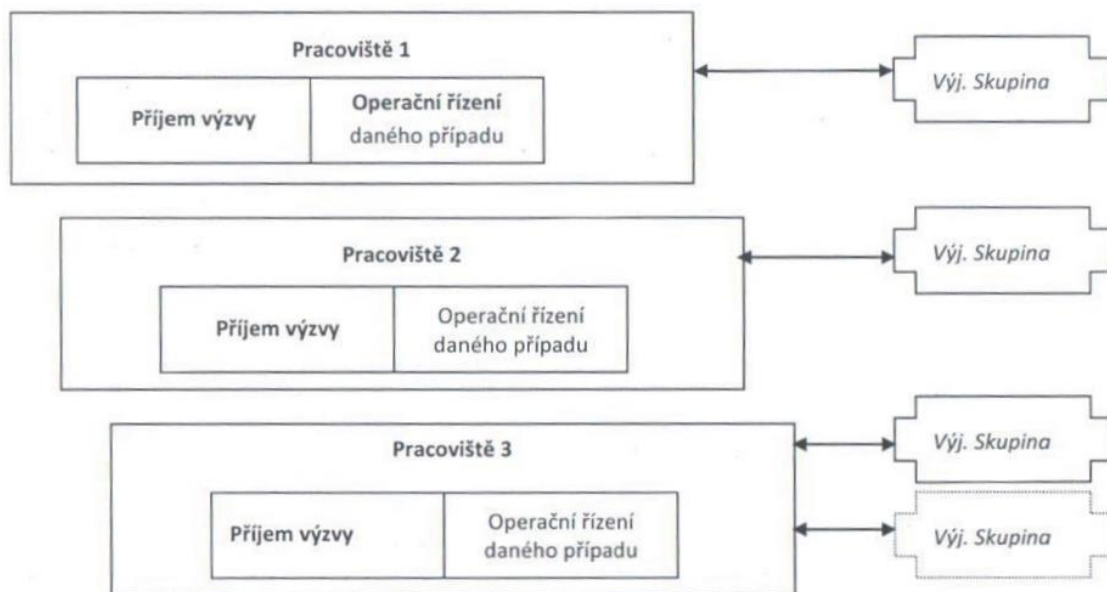 Pracoviště 1
Příjem výzvy
Operační řízení
daného případu
Výj. Skupina
Pracoviště 2
Příjem výzvy
Operační řízení
daného případu
Výj. Skupina
Pracoviště 3
Příjem výzvy
Operační řízení
daného případu
Výj. Skupina
Výj. Skupina